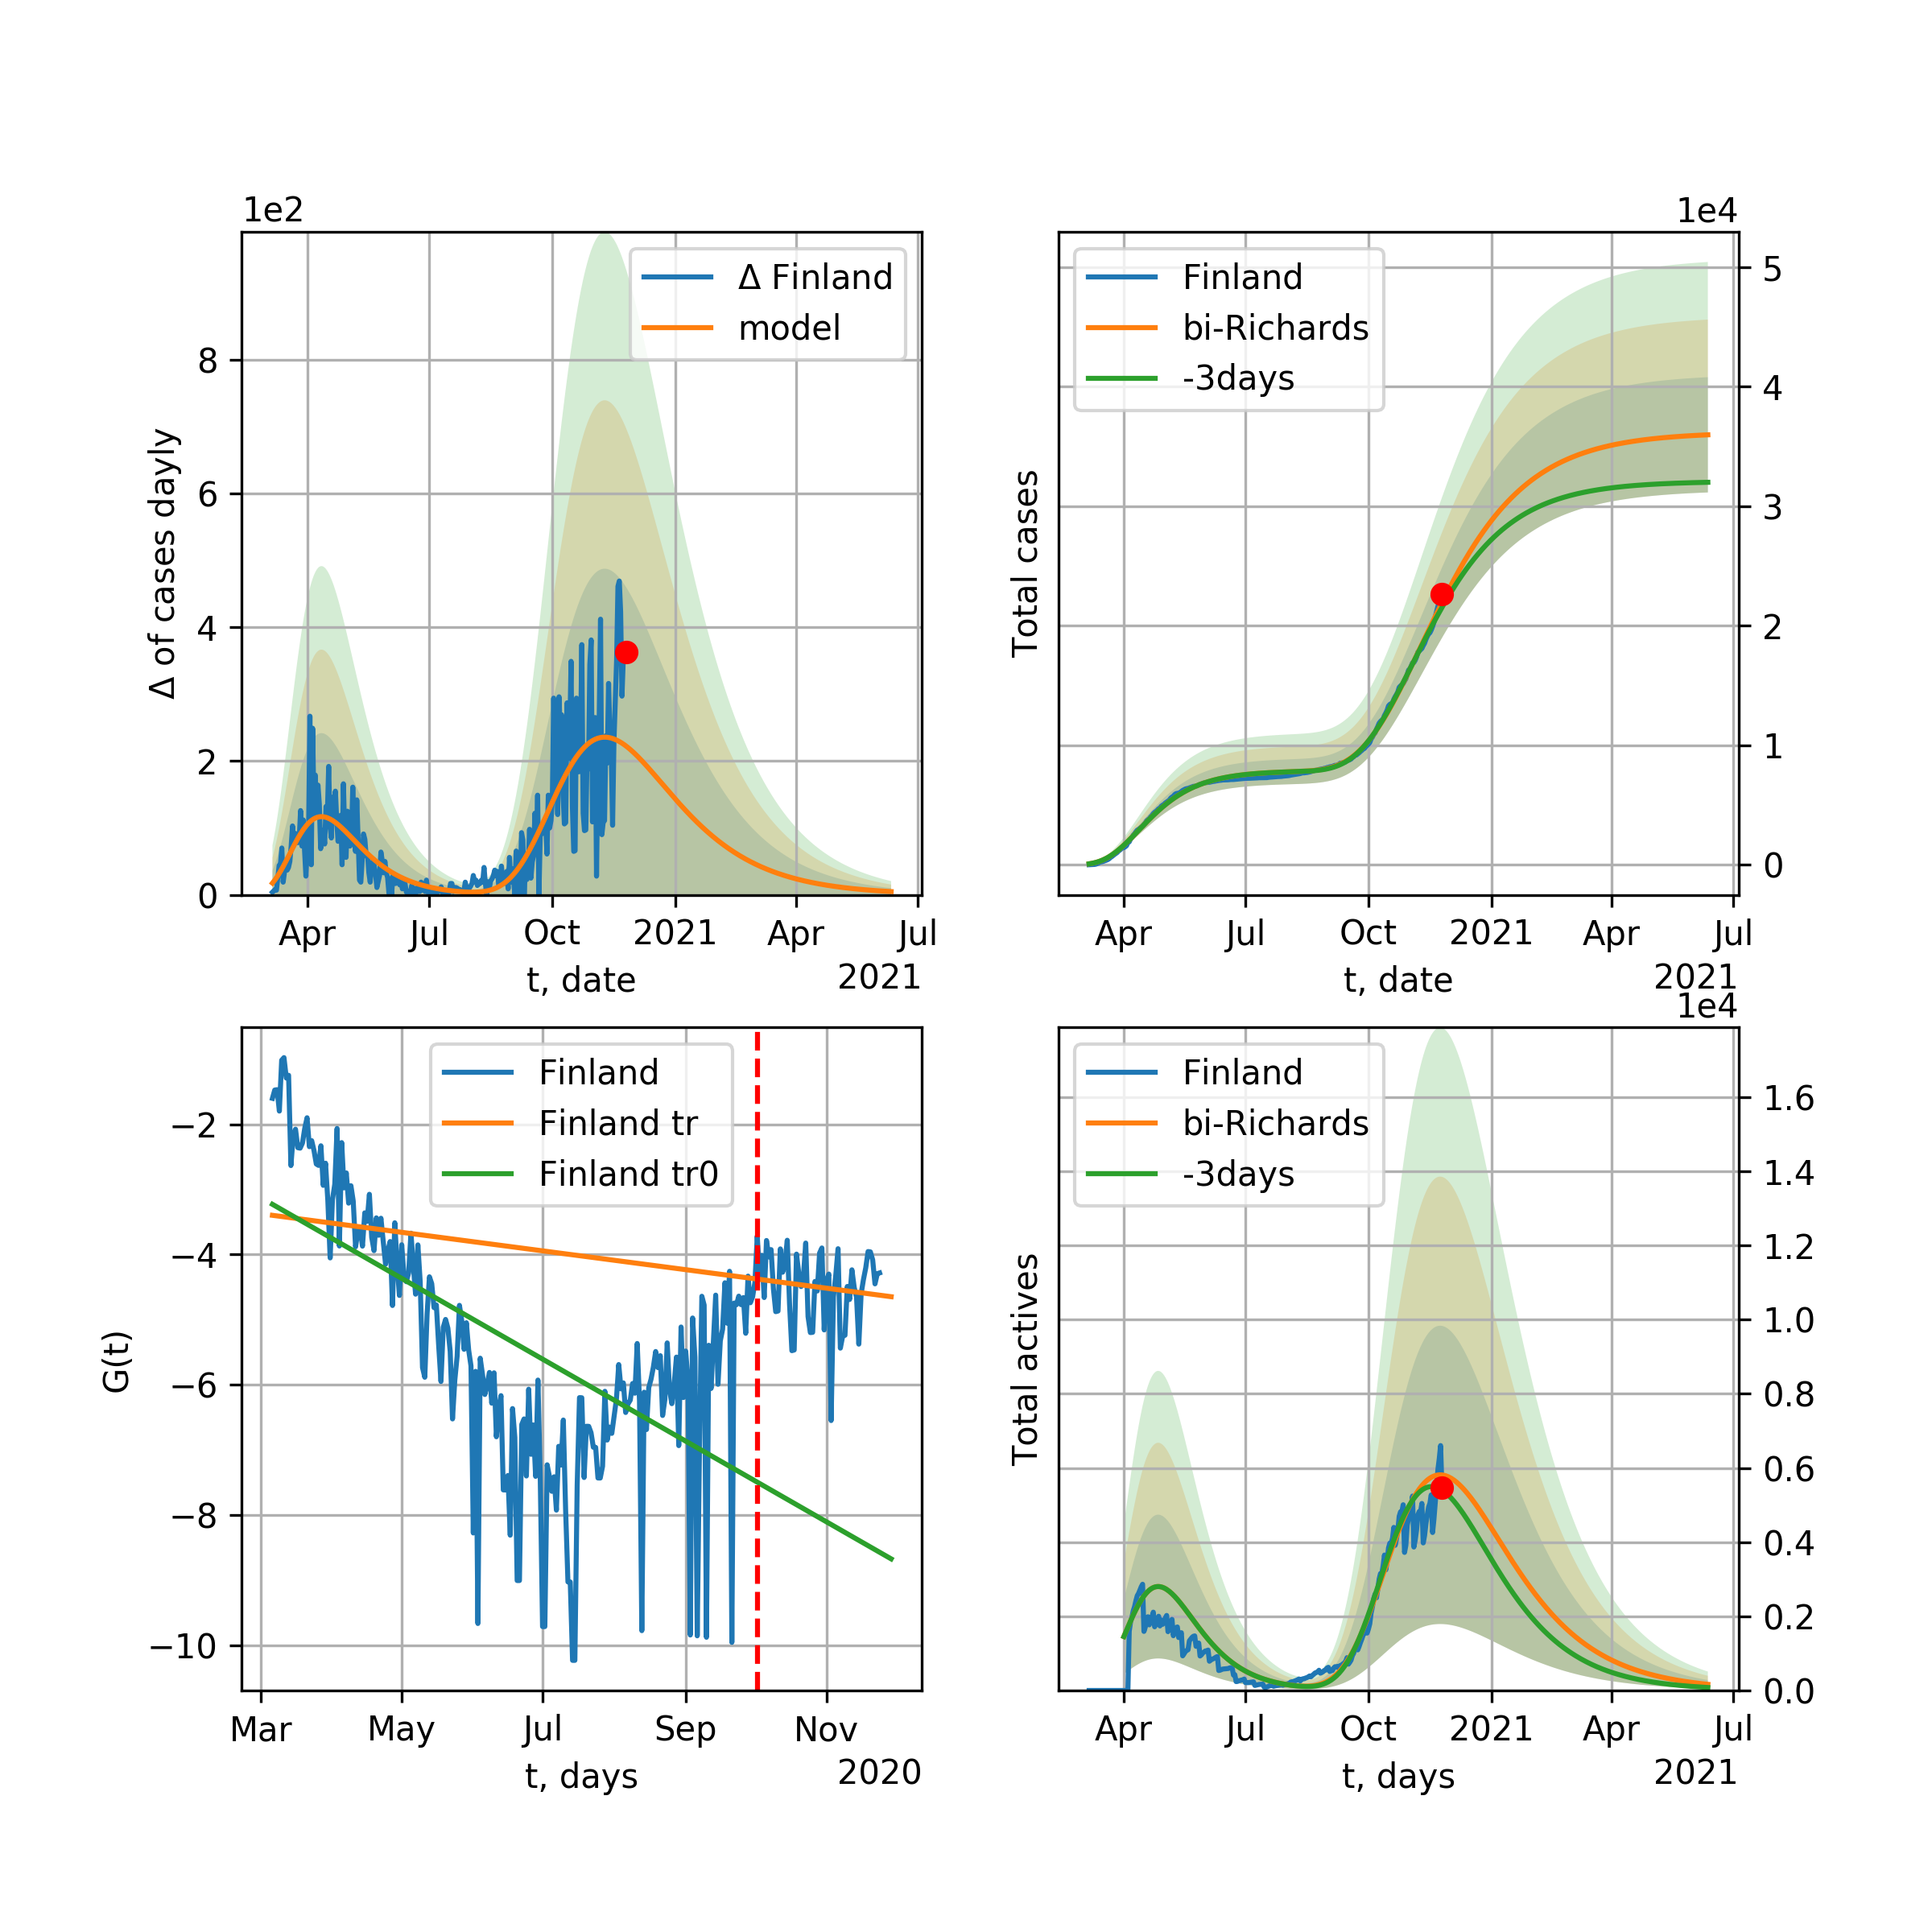 1e2
Δ Finland
model
Δ of cases dayly
8
6
4
2
0
Apr
Jul
Oct
2021
Apr
Jul
t, date
2021
1e4
Finland
bi-Richards
-3days
Total cases
5
4
3
2
1
0
Apr
Jul
Oct
2021
Apr
Jul
t, date
2021
Finland
Finland tr
Finland tr0
G(t)
−2
−4
−6
−8
−10
Mar
May
Jul
Sep
Nov
t, days
2020
1e4
Finland
bi-Richards
-3days
Total actives
1.6
1.4
1.2
1.0
0.8
0.6
0.4
0.2
0.0
Apr
Jul
Oct
2021
Apr
Jul
t, days
2021